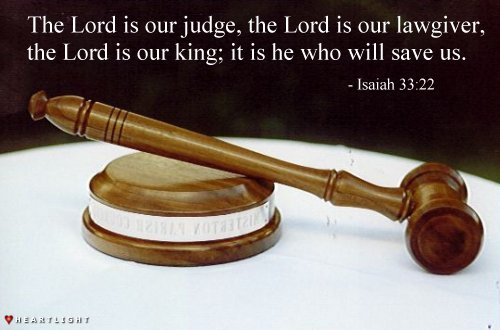 The Lord is our judge, the Lord is our lawgiver,
the Lord is our king; it is he who will save us.
- Isaiah 33:22
HEARTLIGHT